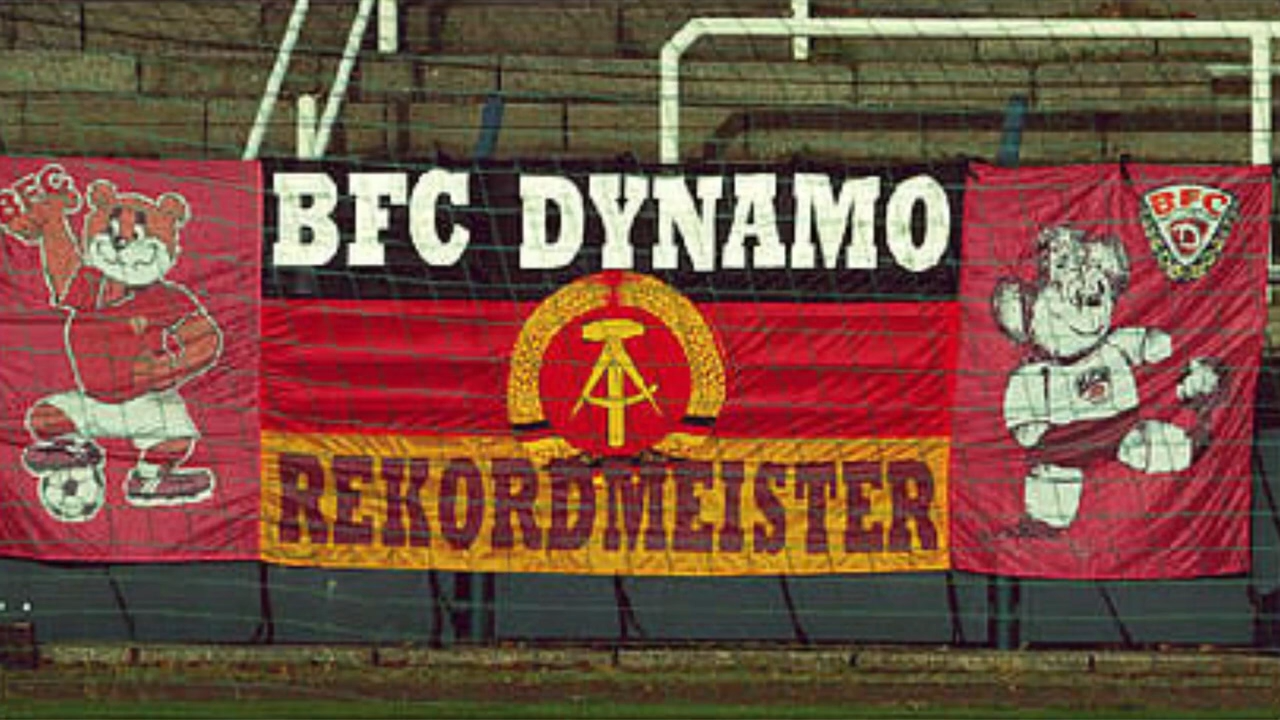 BFC
BFC DYNAMO
REKORDMEISTER
BFC
D